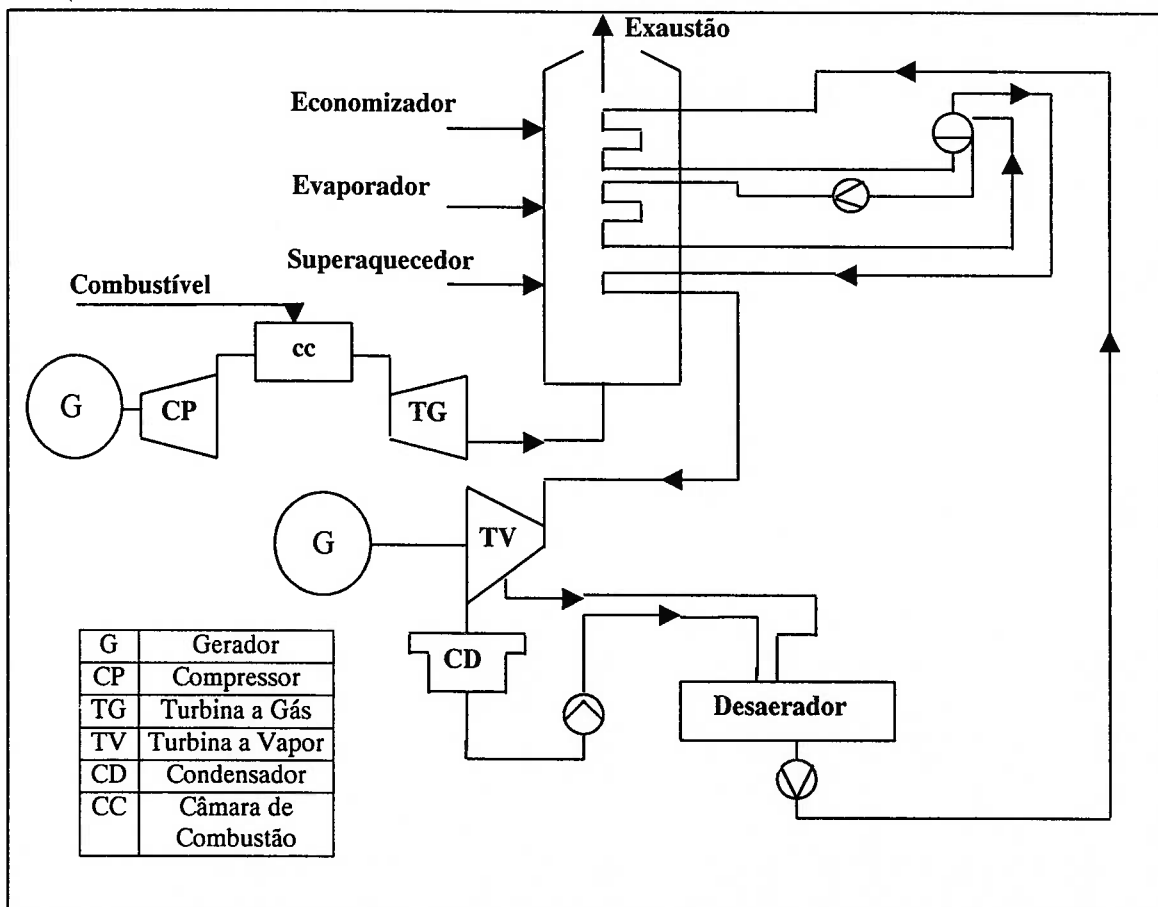 Exaustão
Economizador
Evaporador
Superaquecedor
Combustível
cc
G
CP
TG
G
TV
CD
Desaerador
G Gerador
CP Compressor
TG Turbina a Gás
TV Turbina a Vapor
CD Condensador
CC Câmara de
Combustão